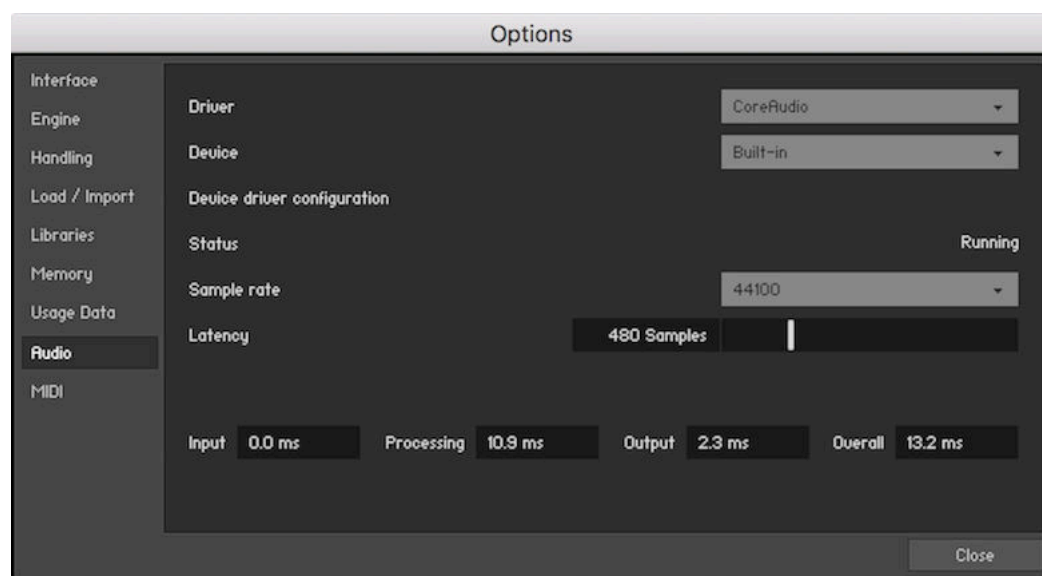 Options
Interface
Engine
Handling
Load / Import
Libraries
Memory
Usage Data
Audio
MIDI
Driver CoreAudio
Device Built-in
Device driver configuration
Status Running
Sample rate 44100
Latency 480 Samples
Input 0.0 ms Processing 10.9 ms Output 2.3 ms Overall 13.2 ms
Close